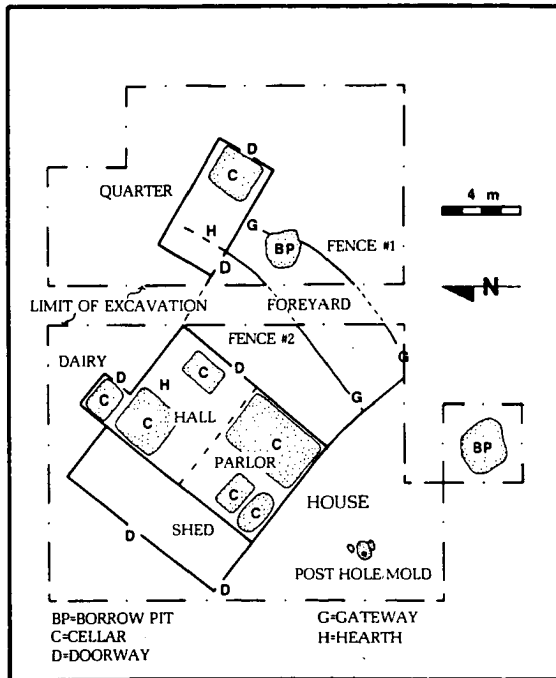 D
C
4 m
QUARTER
H
G
BP
FENCE #1
D
N
LIMIT OF EXCAVATION
FOREYARD
FENCE #2
G
DAIRY
D
H
C
D
C
C
HALL
G
C
BP
PARLOR
C
C
HOUSE
SHED
D
POST HOLE/MOLD
D
BP=BORROW PIT
G=GATEWAY
C=CELLAR
H=HEARTH
D=DOORWAY